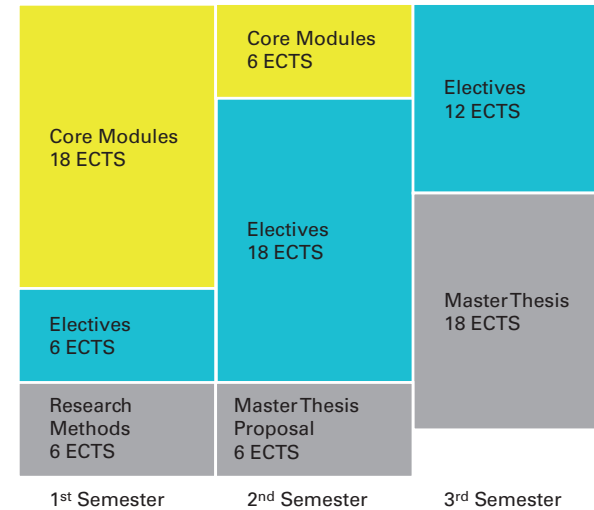 Core Modules
18 ECTS
Electives
6 ECTS
Research
Methods
6 ECTS
1st Semester
Core Modules
6 ECTS
Electives
18 ECTS
Master Thesis
Proposal
6 ECTS
2nd Semester
Electives
12 ECTS
Master Thesis
18 ECTS
3rd Semester